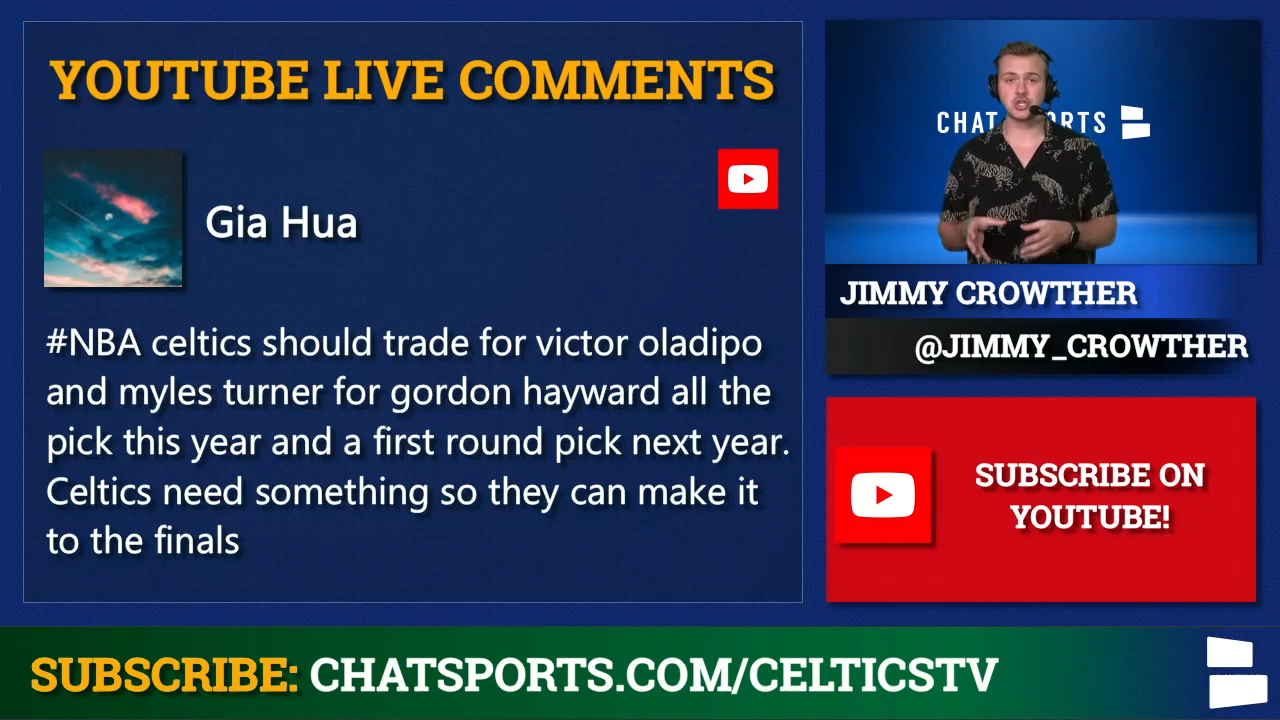 YOUTUBE LIVE COMMENTS
Gia Hua
#NBA celtics should trade for victor oladipo
and myles turner for gordon hayward all the
pick this year and a first round pick next year.
Celtics need something so they can make it
to the finals
CHAT ORTS
JIMMY CROWTHER
@JIMMY_CROWTHER
SUBSCRIBE ON
YOUTUBE!
SUBSCRIBE: CHATSPORTS.COM/CELTICSTV